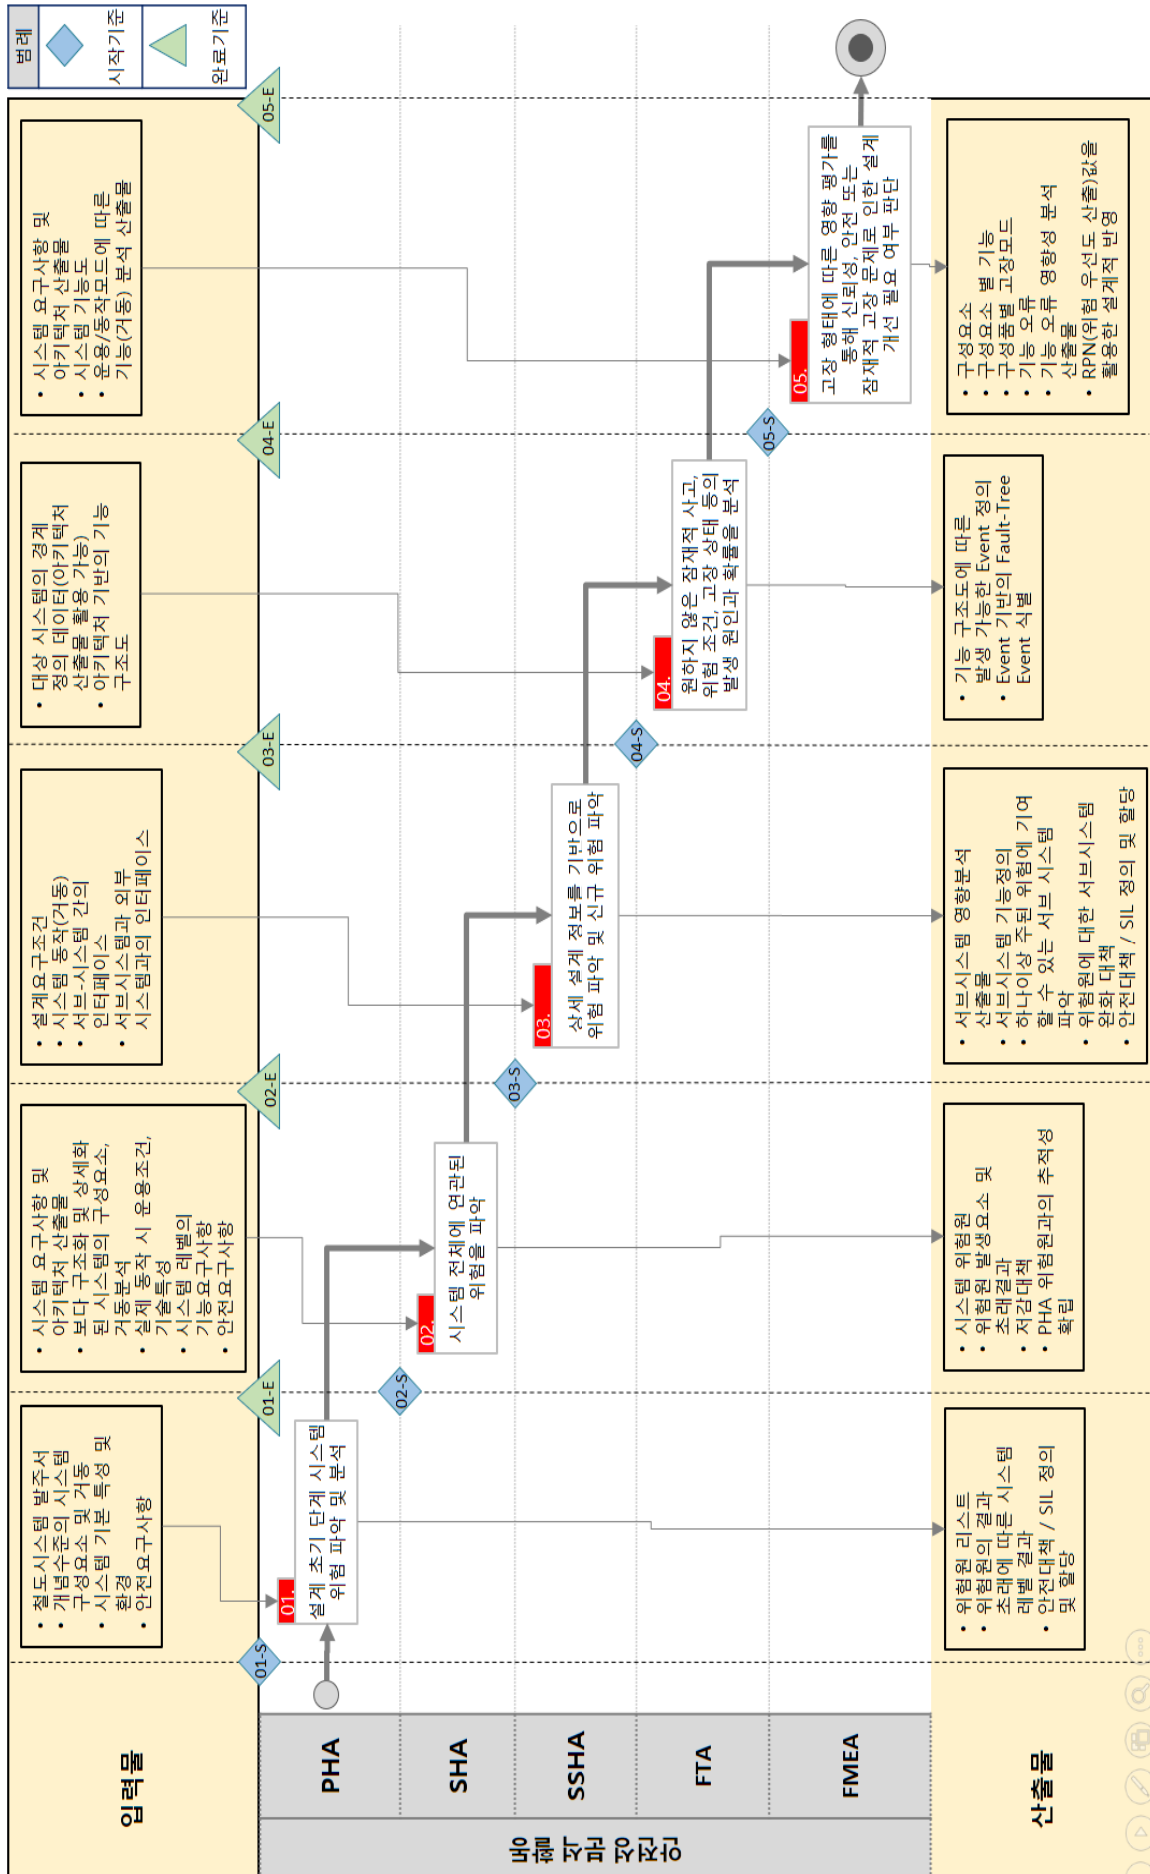 범례
시작기준
완료기준
입력물
• 철도시스템 발주서
• 개념수준의 시스템
구성요소 및 거동
• 시스템 기본 특성 및
환경
• 안전요구사항
• 시스템 요구사항 및
아키텍처 산출물
• 보다 구조화 및 상세화
된 시스템의 구성요소,
거동분석
• 실제 동작 시 운용조건,
기술특성
• 시스템 레벨의
기능요구사항
• 안전요구사항
• 설계요구조건
• 시스템 동작(거동)
• 서브-시스템 간의
인터페이스
• 서브시스템과 외부
시스템과의 인터페이스
• 대상 시스템의 경계
정의 데이터(아키텍처
산출물 활용 가능)
• 아키텍처 기반의 기능
구조도
• 시스템 요구사항 및
아키텍처 산출물
• 시스템 기능도
• 운용/동작모드에 따른
기능(거동) 분석 산출물
01-S
01-E
02-E
03-E
04-E
05-E
안전성 분석 활동
PHA
01.
설계 초기 단계 시스템
위험 파악 및 분석
02-S
SHA
02.
시스템 전체에 연관된
위험을 파악
03-S
SSHA
03.
상세 설계 정보를 기반으로
위험 파악 및 신규 위험 파악
04-S
FTA
04.
원하지 않은 잠재적 사고,
위험 조건, 고장 상태 등의
발생 원인과 확률을 분석
05-S
FMEA
05.
고장 형태에 따른 영향 평가를
통해 신뢰성, 안전 또는
잠재적 고장 문제로 인한 설계
개선 필요 여부 판단
산출물
• 위험원 리스트
• 위험원의 결과
초래에 따른 시스템
레벨 결과
• 안전대책 / SIL 정의
및 할당
• 시스템 위험원
• 위험원 발생요소 및
초래결과
• 저감대책
• PHA 위험원과의 추적성
확립
• 서브시스템 영향분석
산출물
• 서브시스템 기능정의
• 하나이상 주된 위험에 기여
할 수 있는 서브 시스템
파악
• 위험원에 대한 서브시스템
완화 대책
• 안전대책 / SIL 정의 및 할당
• 기능 구조도에 따른
발생 가능한 Event 정의
• Event 기반의 Fault-Tree
Event 식별
• 구성요소
• 구성요소 별 기능
• 구성품별 고장모드
• 기능 오류
• 기능 오류 영향성 분석
산출물
• RPN(위험 우선도 산출)값을
활용한 설계적 반영